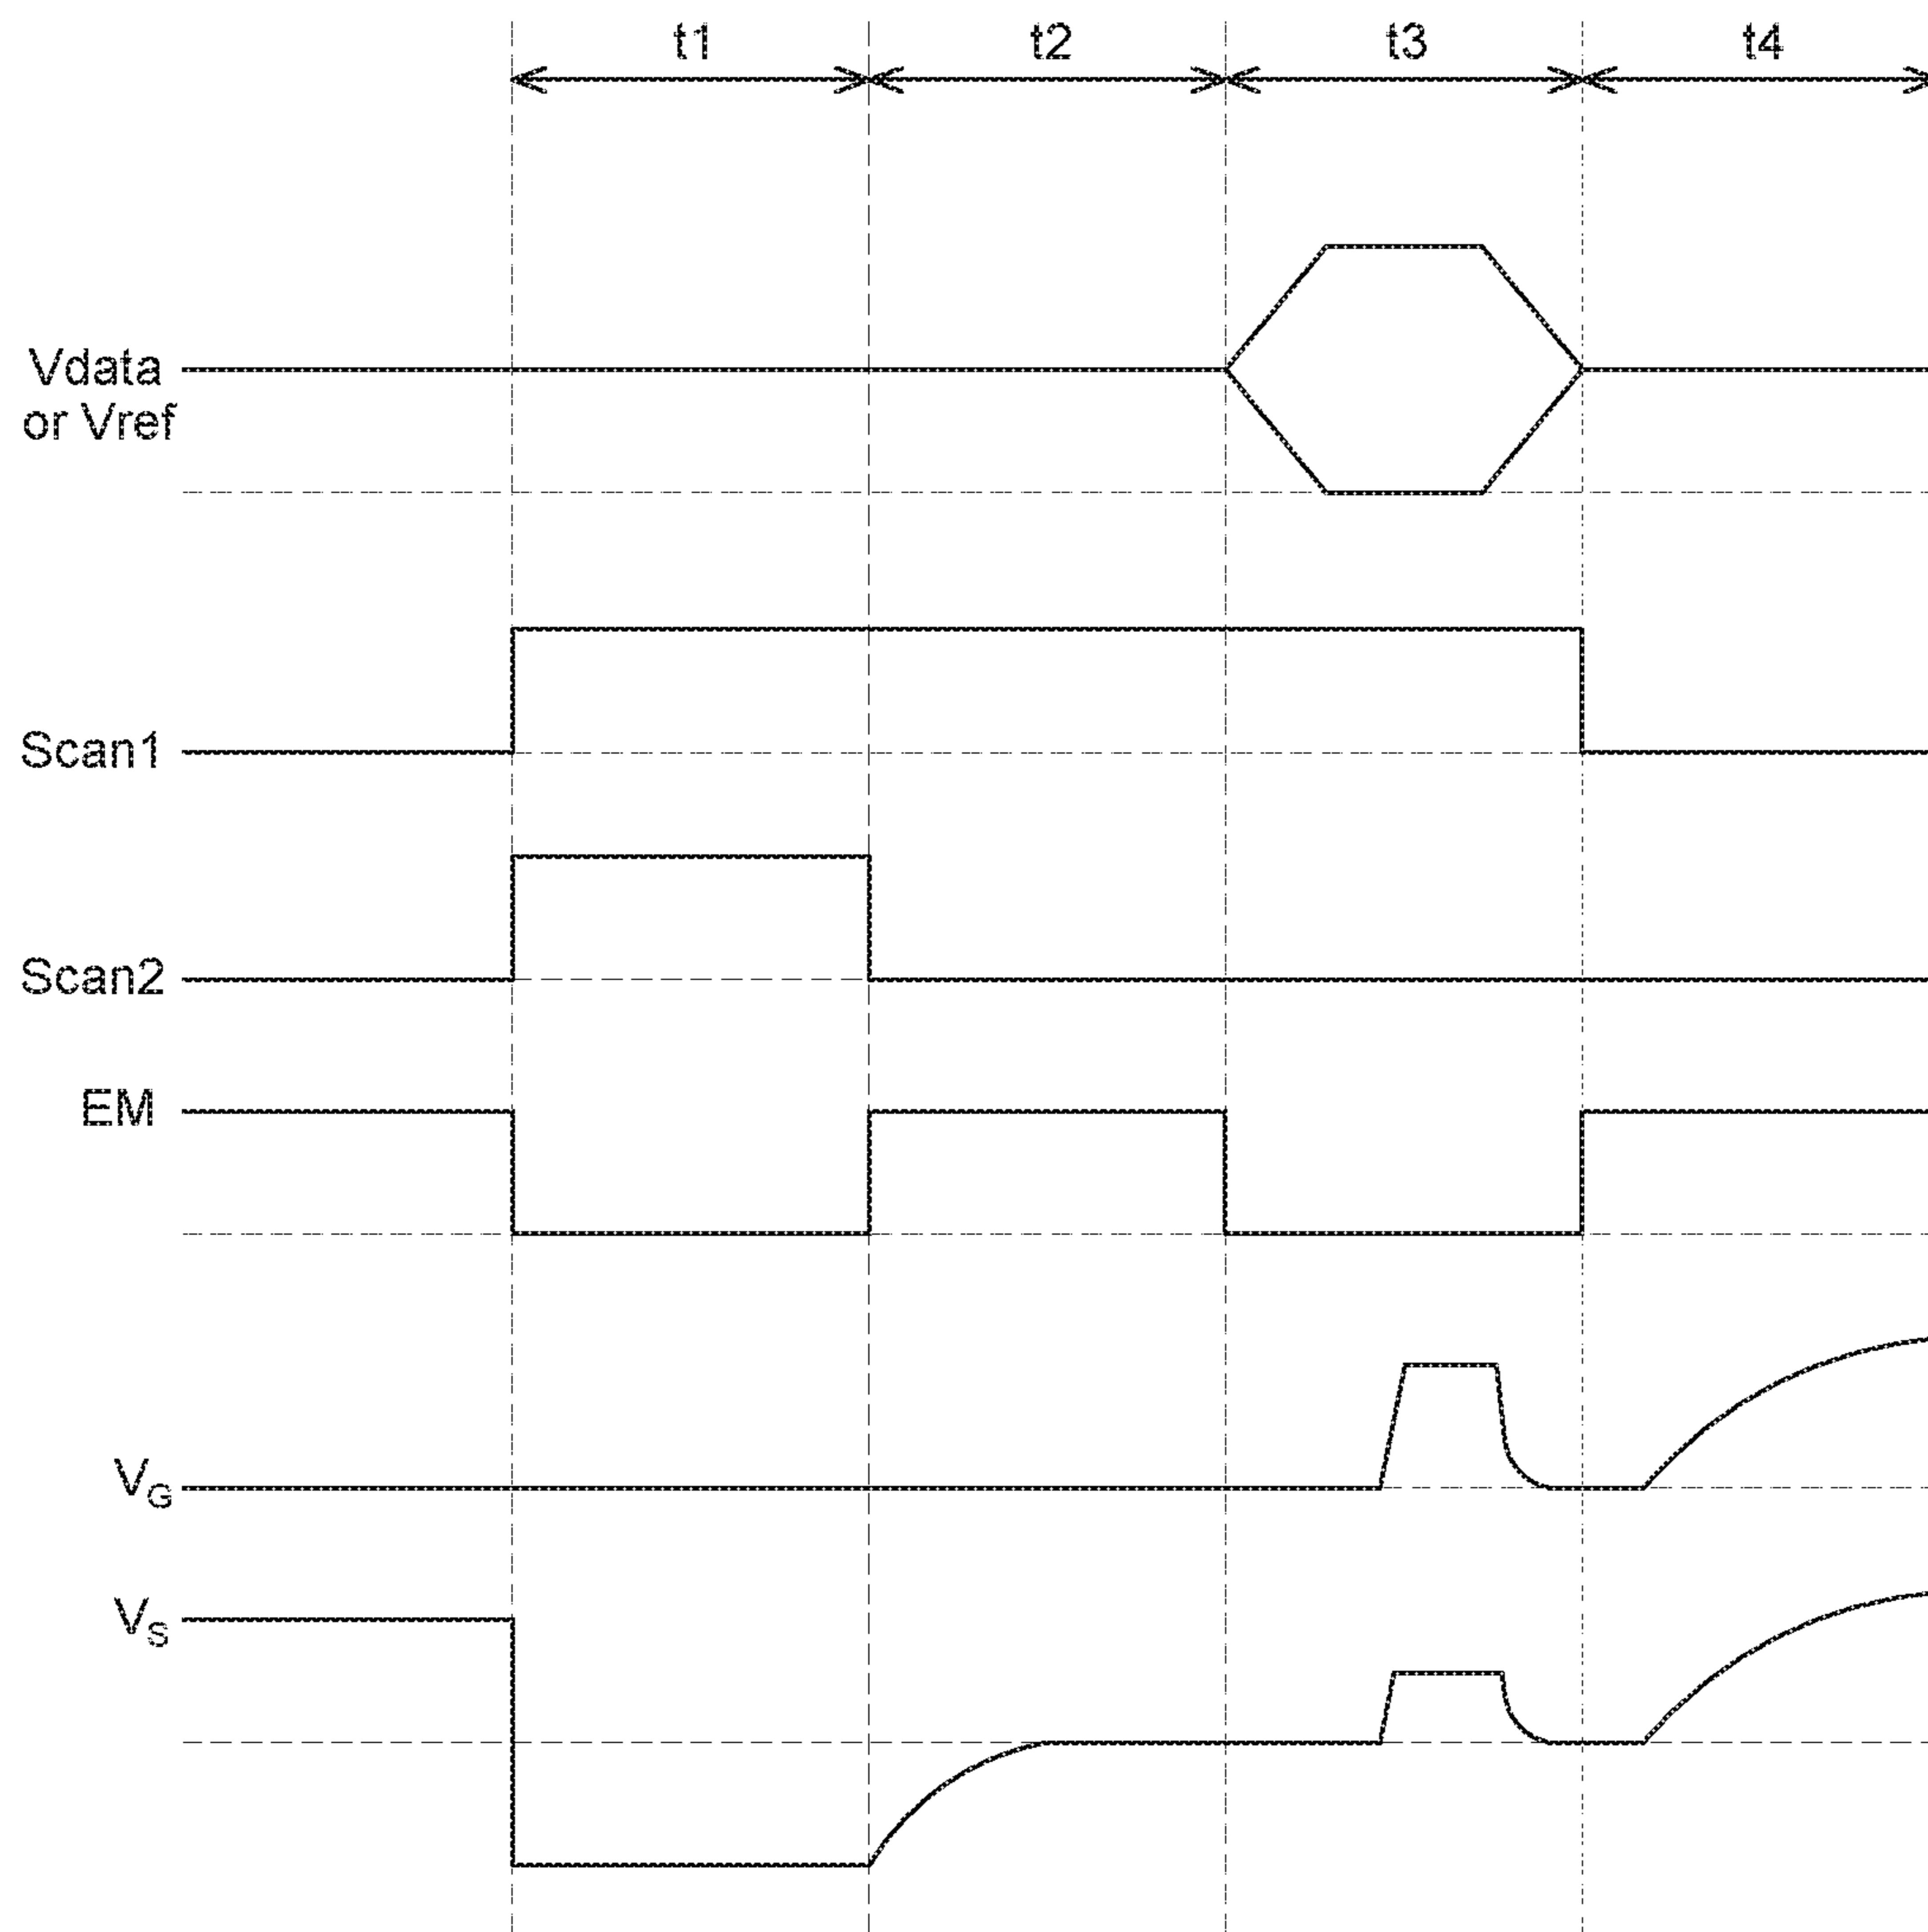 t1 t2 t3 t4
Vdata
or Vref
Scan1
Scan2
EM
VG
VS